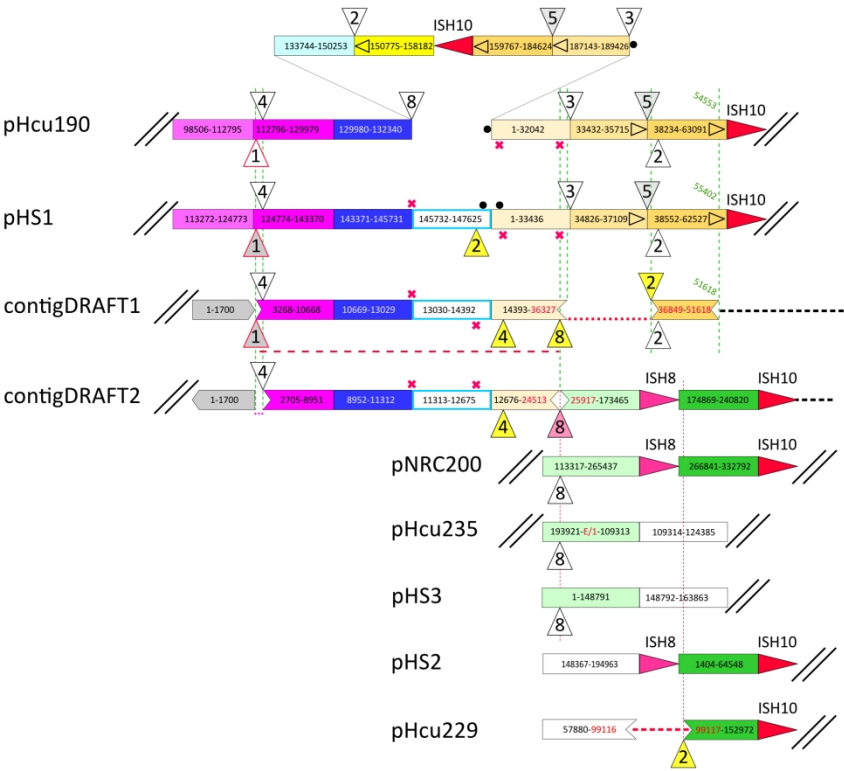 2 5 3
133744-150253 150775-158182 ISH10 159767-184624 187143-189426
4 8 3 5 54553 ISH10
pHcu190 98506-112795 112796-129979 129980-132340 1-32042 33432-35715 38234-63091
1 2
4 3 5 55402 ISH10
pHS1 113272-124773 124774-143370 143371-145731 145732-147625 1-33436 34826-37109 38552-62527
1 2 2
4 2 51618
contigDRAFT1 1-1700 3268-10668 10669-13029 13030-14392 14393-36327 36849-51618
1 4 8 2
4 ISH8 ISH10
contigDRAFT2 1-1700 2705-8951 8952-11312 11313-12675 12676-24513 25917-173465 174869-240820
4 8
ISH8 ISH10
pNRC200 113317-265437 266841-332792
8
pHcu235 193921-E/1-109313 109314-124385
8
pHS3 1-148791 148792-163863
8
ISH8 ISH10
pHS2 148367-194963 1404-64548
ISH10
pHcu229 57880-99116 99117-152972
2